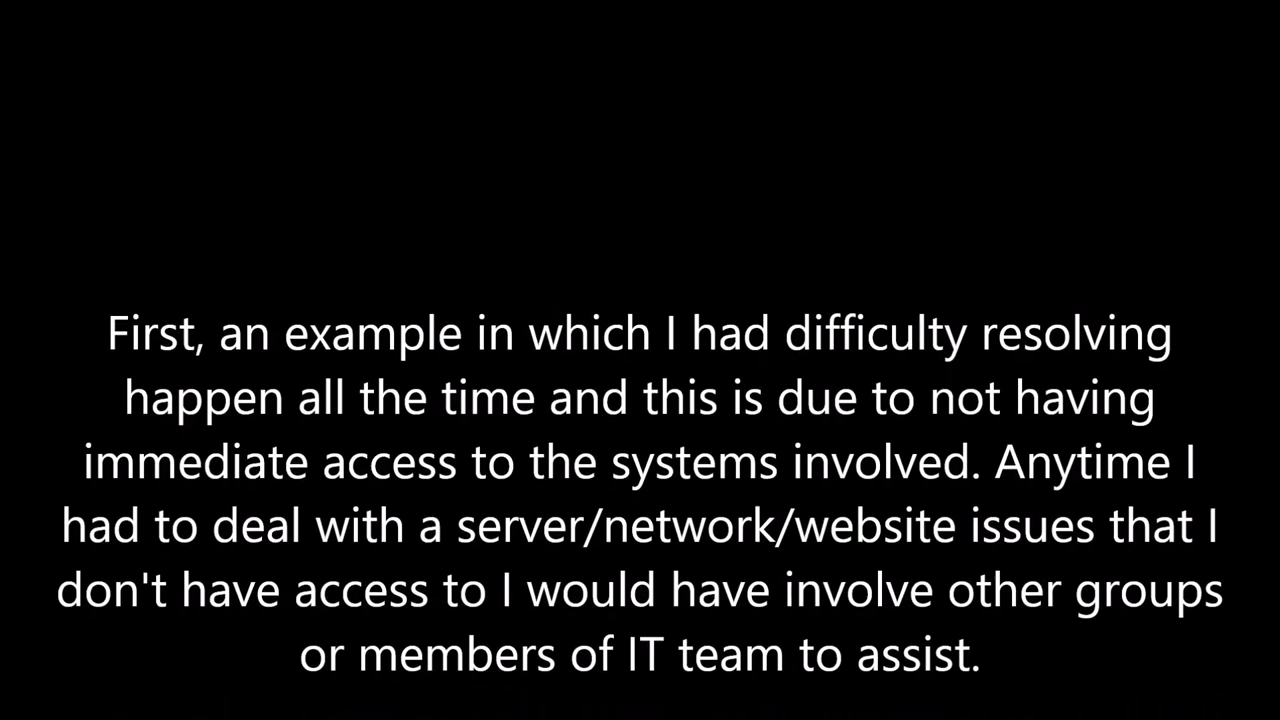 First, an example in which I had difficulty resolving
happen all the time and this is due to not having
immediate access to the systems involved. Anytime I
had to deal with a server/network/website issues that I
don't have access to I would have involve other groups
or members of IT team to assist.